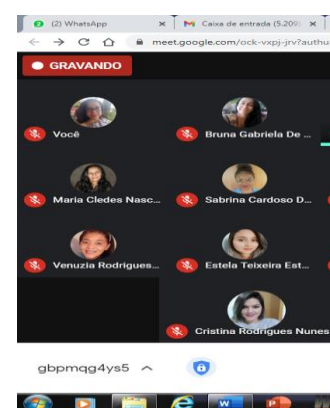 (2) WhatsApp
Caixa de entrada (5.209)
meet.google.com/ock-vxpj-jrv?authu
GRAVANDO
Você
Bruna Gabriela De ...
Maria Cledes Nasc...
Sabrina Cardoso D...
Venuzia Rodrigues...
Estela Teixeira Est...
Cristina Rodrigues Nunes
gbpmqg4ys5